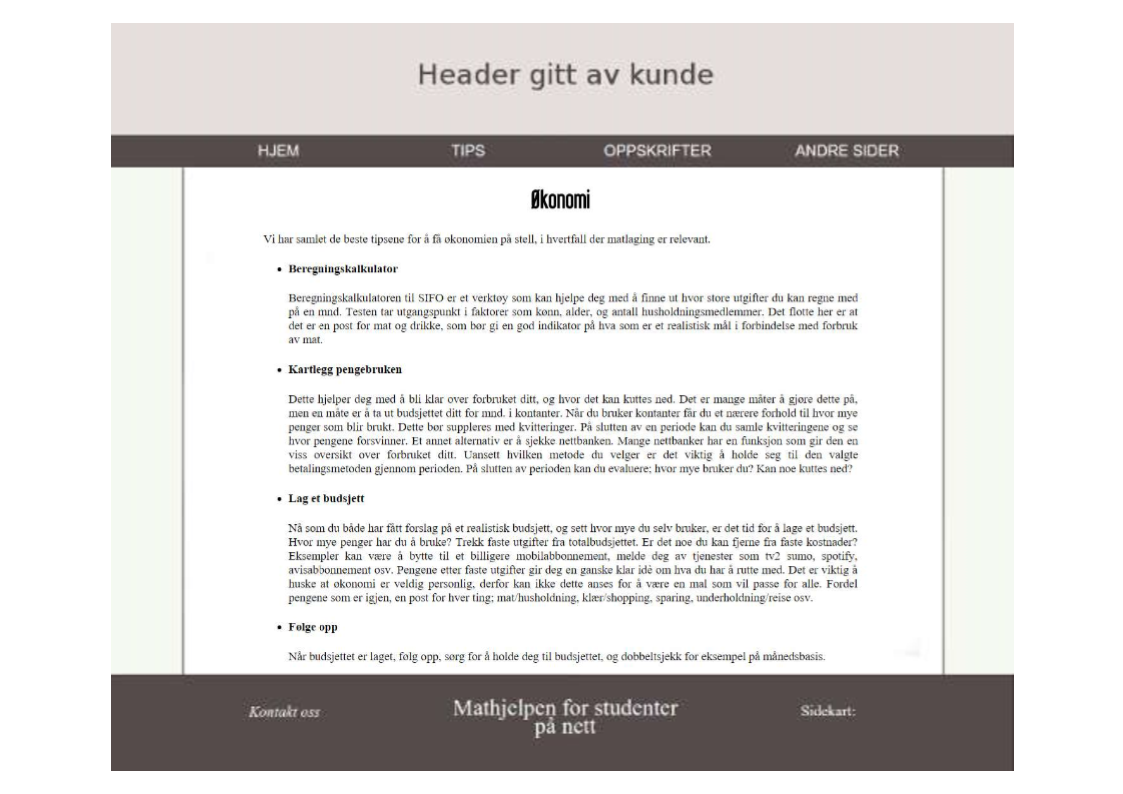 Header gitt av kunde
HJEM TIPS OPPSKRIFTER ANDRE SIDER
Økonomi
Vi har samlet de beste tipsene for å få økonomien på stell, i hvertfall der matlaging er relevant.
• Beregningskalkulator
Beregningskalkulatoren til SIFO er et verktøy som kan hjelpe deg med å finne ut hvor store utgifter du kan regne med
på en mnd. Testen tar utgangspunkt i faktorer som kønn, alder, og antall husholdningsmedlemmer. Det flotte her er at
det er en post for mat og drikke, som bør gi en god indikator på hva som er et realistisk mål i forbindelse med forbruk
av mat.
• Kartlegg pengebruken
Dette hjelper deg med å bli klar over forbruket ditt, og hvor det kan kuttes ned. Det er mange måter å gjøre dette på,
men en måte er å ta ut budsjettet ditt for mnd. i kontanter. Når du bruker kontanter får du et nærere forhold til hvor mye
penger som blir brukt. Dette bør suppleres med kvitteringer. På slutten av en periode kan du samle kvitteringene og se
hvor pengene forsvinner. Et annet alternativ er å sjekke nettbanken. Mange nettbanker har en funksjon som gir den en
viss oversikt over forbruket ditt. Uansett hvilken metode du velger er det viktig å holde seg til den valgte
betalingsmetoden gjennom perioden. På slutten av perioden kan du evaluere; hvor mye bruker du? Kan noe kuttes ned?
• Lag et budsjett
Nå som du både har fått forslag på et realistisk budsjett, og sett hvor mye du selv bruker, er det tid for å lage et budsjett.
Hvor mye penger har du å bruke? Trekk faste utgifter fra totalbudsjettet. Er det noe du kan fjerne fra faste kostnader?
Eksempler kan være å bytte til et billigere mobilabbonnement, melde deg av tjenester som tv2 sumo, spotify,
avisabbonnement osv. Pengene etter faste utgifter gir deg en ganske klar idé om hva du har å rutte med. Det er viktig å
huske at økonomi er veldig personlig, derfor kan ikke dette anses for å være en mal som vil passe for alle. Fordel
pengene som er igjen, en post for hver ting; mat/husholdning, klær/shopping, sparing, underholdning/reise osv.
• Følge opp
Når budsjettet er laget, følg opp, sørg for å holde deg til budsjettet, og dobbeltsjekk for eksempel på månedsbasis.
Kontakt oss Mathjelpen for studenter Sidekart:
på nett